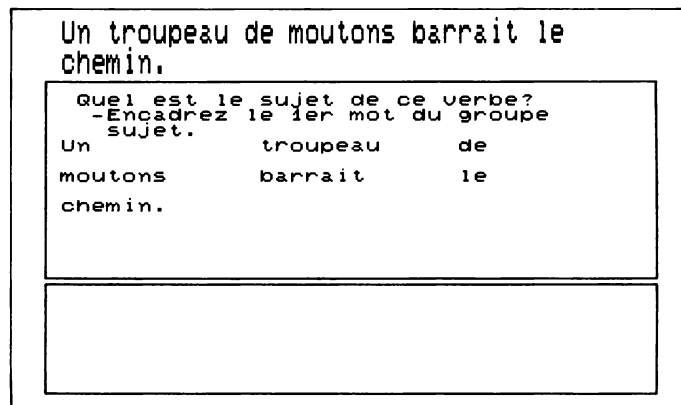 Un troupeau de moutons barrait le
chemin.
Quel est le sujet de ce verbe?
-Encadrez le 1er mot du groupe
sujet.
Un troupeau de
moutons barrait le
chemin.